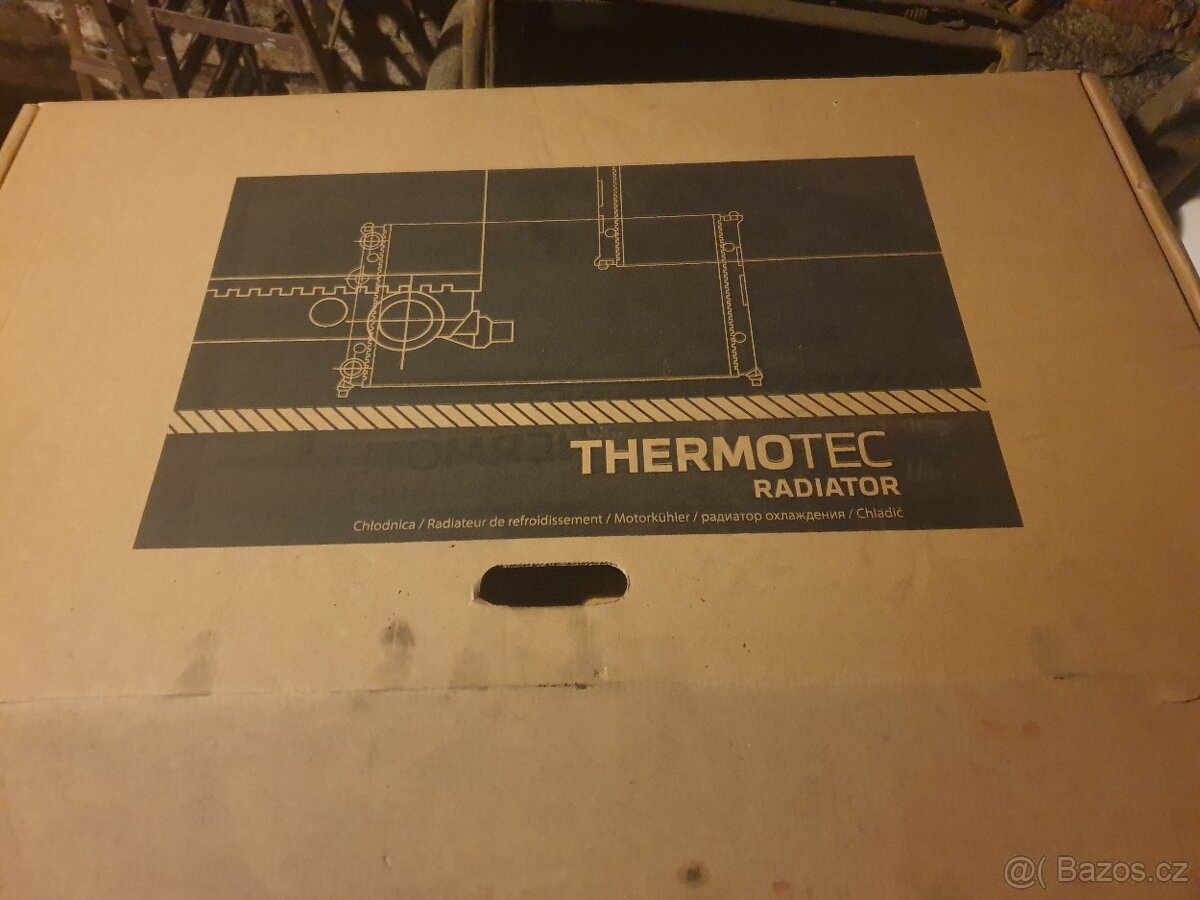 THERMOTEC
RADIATOR
Chłodnica / Radiateur de refroidissement / Motorkühler / радиатор охлаждения / Chladič
@( Bazos.cz